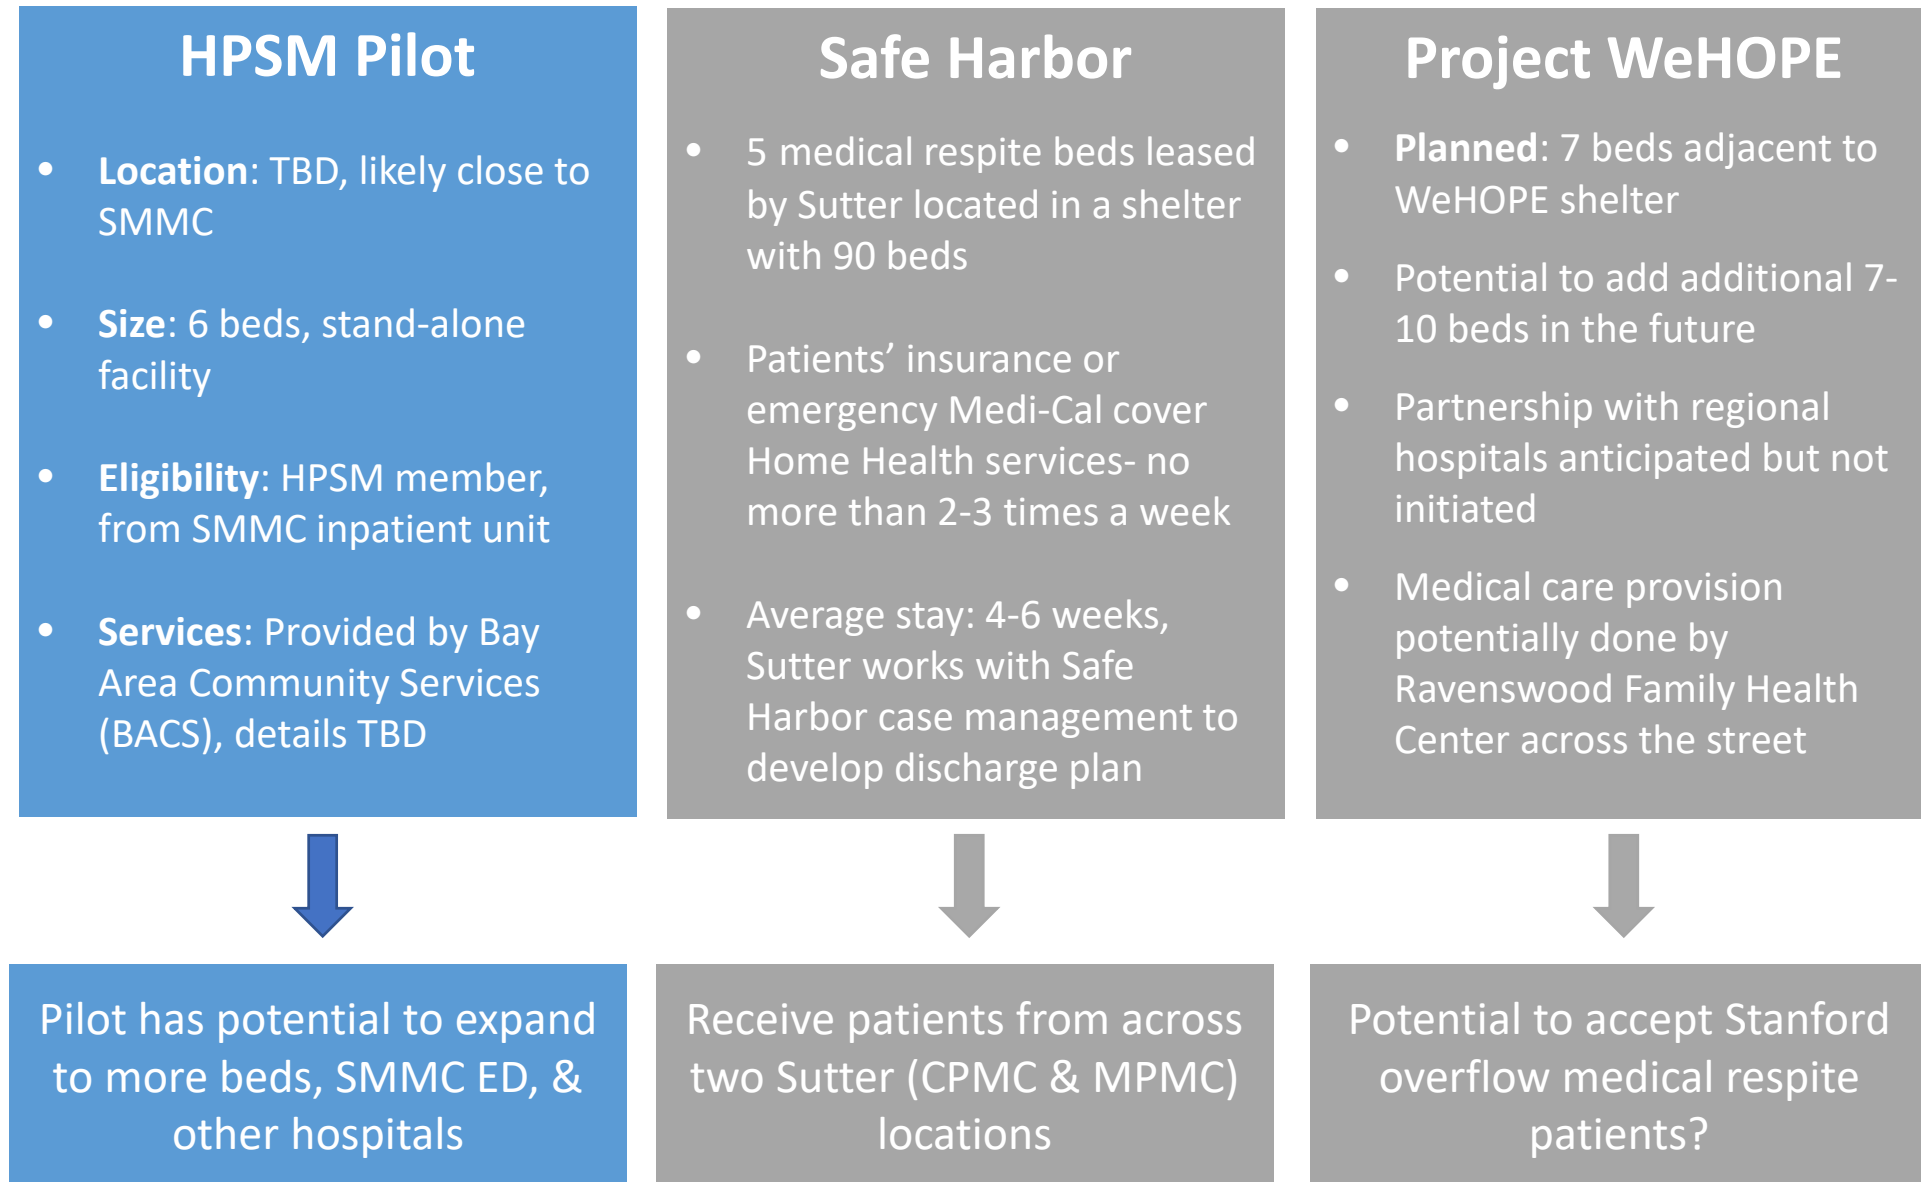 HPSM Pilot
• Location: TBD, likely close to
SMMC
• Size: 6 beds, stand-alone
facility
• Eligibility: HPSM member,
from SMMC inpatient unit
• Services: Provided by Bay
Area Community Services
(BACS), details TBD
Pilot has potential to expand
to more beds, SMMC ED, &
other hospitals
Safe Harbor
• 5 medical respite beds leased
by Sutter located in a shelter
with 90 beds
• Patients’ insurance or
emergency Medi-Cal cover
Home Health services- no
more than 2-3 times a week
• Average stay: 4-6 weeks,
Sutter works with Safe
Harbor case management to
develop discharge plan
Receive patients from across
two Sutter (CPMC & MPMC)
locations
Project WeHOPE
• Planned: 7 beds adjacent to
WeHOPE shelter
• Potential to add additional 7-
10 beds in the future
• Partnership with regional
hospitals anticipated but not
initiated
• Medical care provision
potentially done by
Ravenswood Family Health
Center across the street
Potential to accept Stanford
overflow medical respite
patients?